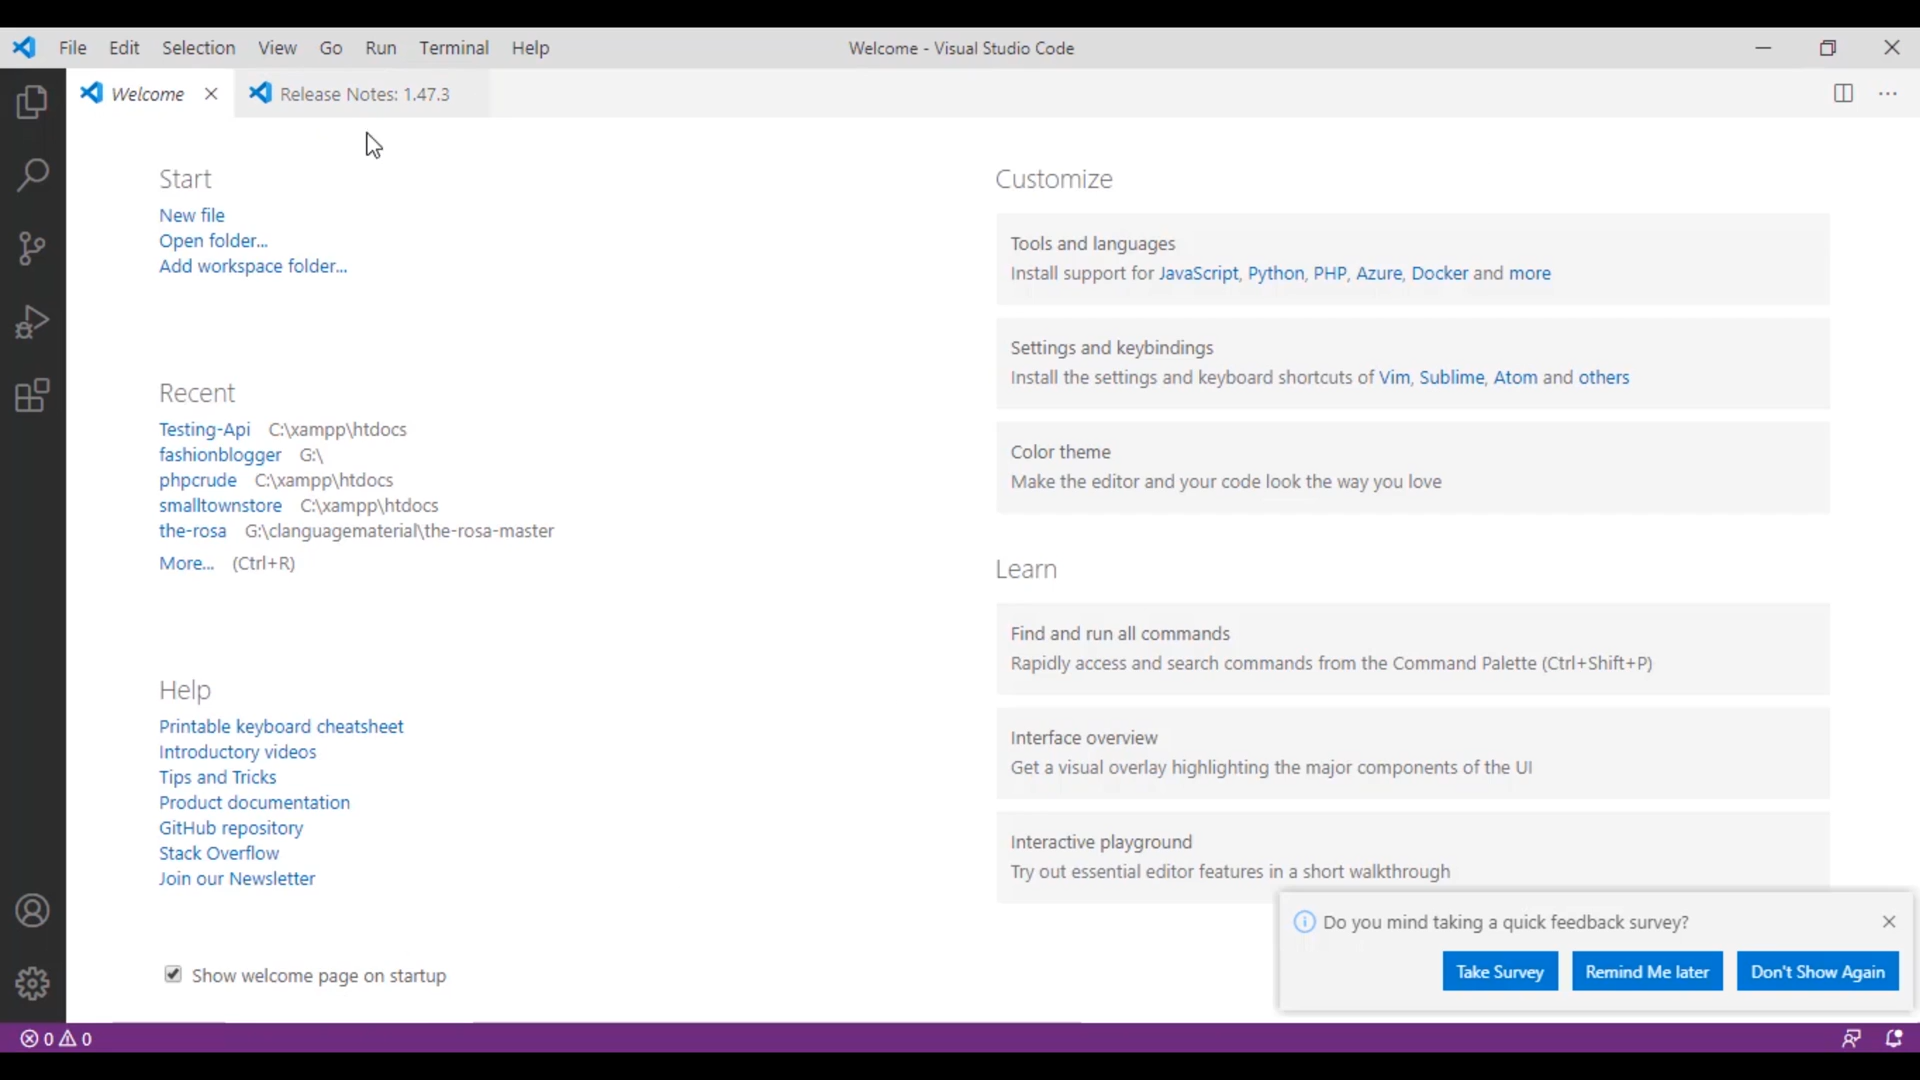 File Edit Selection View Go Run Terminal Help Welcome - Visual Studio Code
Welcome Release Notes: 1.47.3
Start
New file
Open folder...
Add workspace folder...
Recent
Testing-Api C:\xampp\htdocs
fashionblogger G:\
phpcrude C:\xampp\htdocs
smalltownstore C:\xampp\htdocs
the-rosa G:\clanguagematerial\the-rosa-master
More... (Ctrl+R)
Help
Printable keyboard cheatsheet
Introductory videos
Tips and Tricks
Product documentation
GitHub repository
Stack Overflow
Join our Newsletter
Show welcome page on startup
Customize
Tools and languages
Install support for JavaScript, Python, PHP, Azure, Docker and more
Settings and keybindings
Install the settings and keyboard shortcuts of Vim, Sublime, Atom and others
Color theme
Make the editor and your code look the way you love
Learn
Find and run all commands
Rapidly access and search commands from the Command Palette (Ctrl+Shift+P)
Interface overview
Get a visual overlay highlighting the major components of the UI
Interactive playground
Try out essential editor features in a short walkthrough
Do you mind taking a quick feedback survey?
Take Survey Remind Me later Don't Show Again
0 0